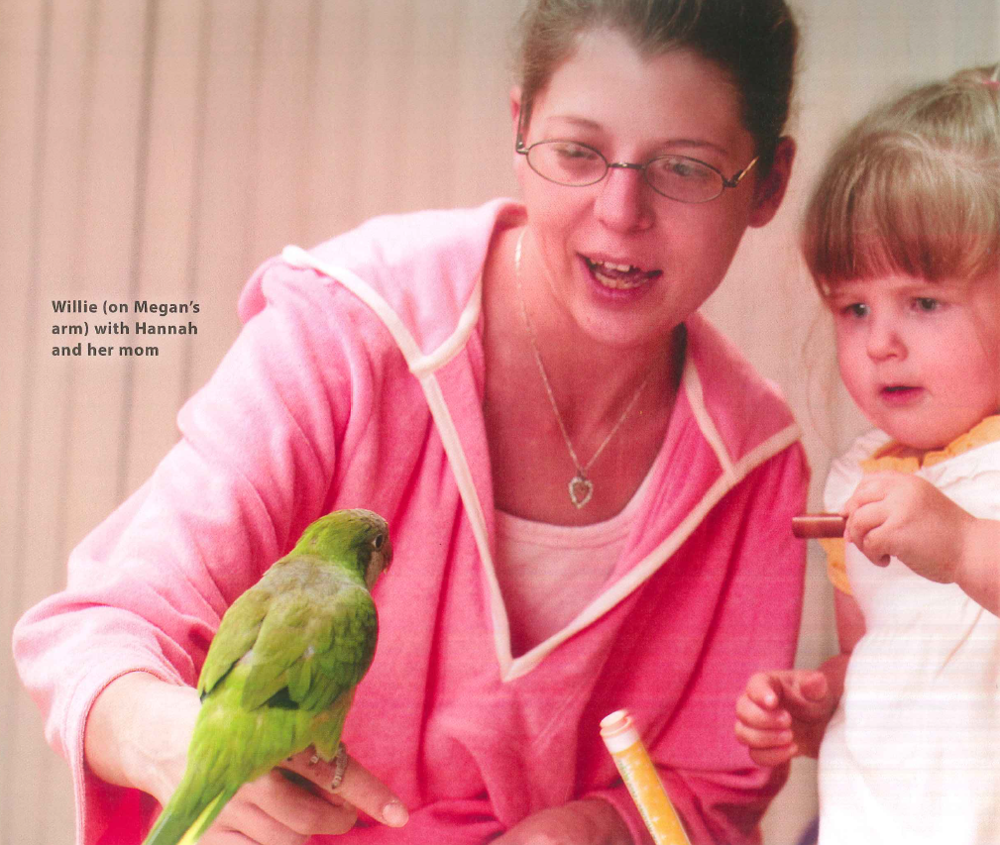 Willie (on Megan's
arm) with Hannah
and her mom